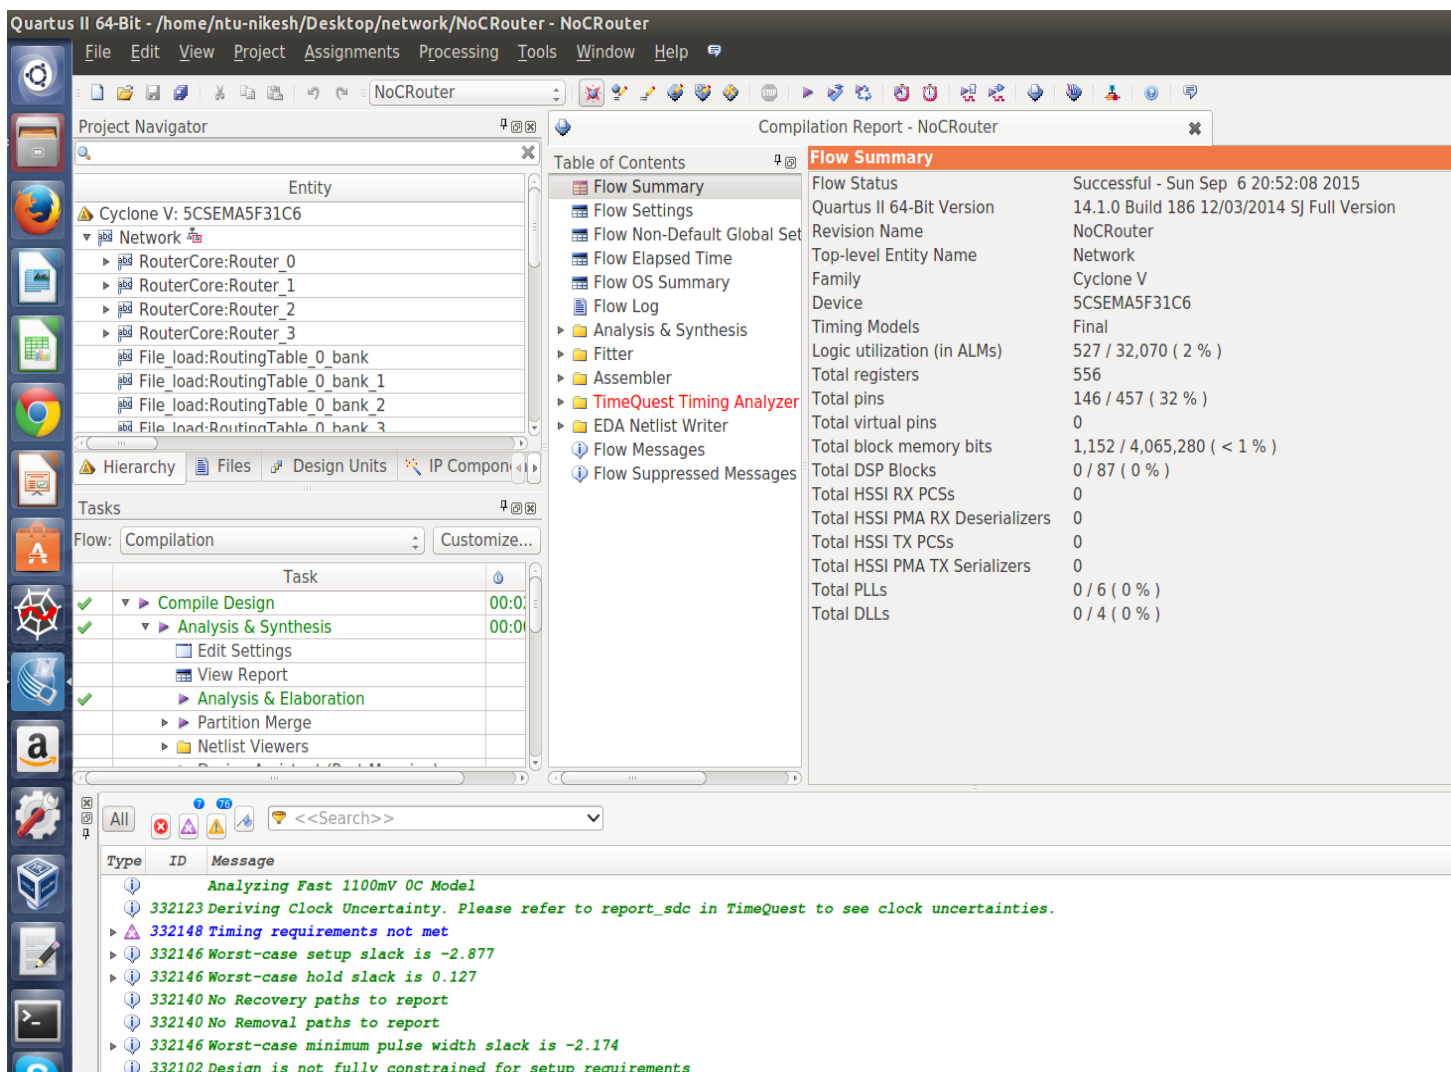 Quartus II 64-Bit - /home/ntu-nikesh/Desktop/network/NoCRouter - NoCRouter
File Edit View Project Assignments Processing Tools Window Help
NoCRouter
Project Navigator
Entity
Cyclone V: 5CSEMA5F31C6
Network
RouterCore:Router_0
RouterCore:Router_1
RouterCore:Router_2
RouterCore:Router_3
File_load:RoutingTable_0_bank
File_load:RoutingTable_0_bank_1
File_load:RoutingTable_0_bank_2
File_load:RoutingTable_0_bank_3
Hierarchy Files Design Units IP Compon
Tasks
Flow: Compilation Customize...
Task
Compile Design 00:02
Analysis & Synthesis 00:00
Edit Settings
View Report
Analysis & Elaboration
Partition Merge
Netlist Viewers
Compilation Report - NoCRouter
Table of Contents
Flow Summary
Flow Settings
Flow Non-Default Global Set
Flow Elapsed Time
Flow OS Summary
Flow Log
Analysis & Synthesis
Fitter
Assembler
TimeQuest Timing Analyzer
EDA Netlist Writer
Flow Messages
Flow Suppressed Messages
Flow Summary
Flow Status Successful - Sun Sep 6 20:52:08 2015
Quartus II 64-Bit Version 14.1.0 Build 186 12/03/2014 SJ Full Version
Revision Name NoCRouter
Top-level Entity Name Network
Family Cyclone V
Device 5CSEMA5F31C6
Timing Models Final
Logic utilization (in ALMs) 527 / 32,070 ( 2 % )
Total registers 556
Total pins 146 / 457 ( 32 % )
Total virtual pins 0
Total block memory bits 1,152 / 4,065,280 ( < 1 % )
Total DSP Blocks 0 / 87 ( 0 % )
Total HSSI RX PCSs 0
Total HSSI PMA RX Deserializers 0
Total HSSI TX PCSs 0
Total HSSI PMA TX Serializers 0
Total PLLs 0 / 6 ( 0 % )
Total DLLs 0 / 4 ( 0 % )
All 7 76 <<Search>>
Type ID Message
Analyzing Fast 1100mV 0C Model
332123 Deriving Clock Uncertainty. Please refer to report_sdc in TimeQuest to see clock uncertainties.
332148 Timing requirements not met
332146 Worst-case setup slack is -2.877
332146 Worst-case hold slack is 0.127
332140 No Recovery paths to report
332140 No Removal paths to report
332146 Worst-case minimum pulse width slack is -2.174
332102 Design is not fully constrained for setup requirements